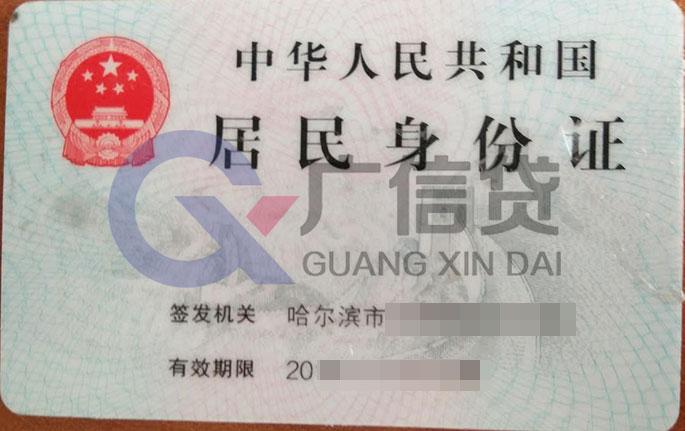 中华人民共和国
居民身份证
广信贷
GUANG XIN DAI
签发机关 哈尔滨市
有效期限 20